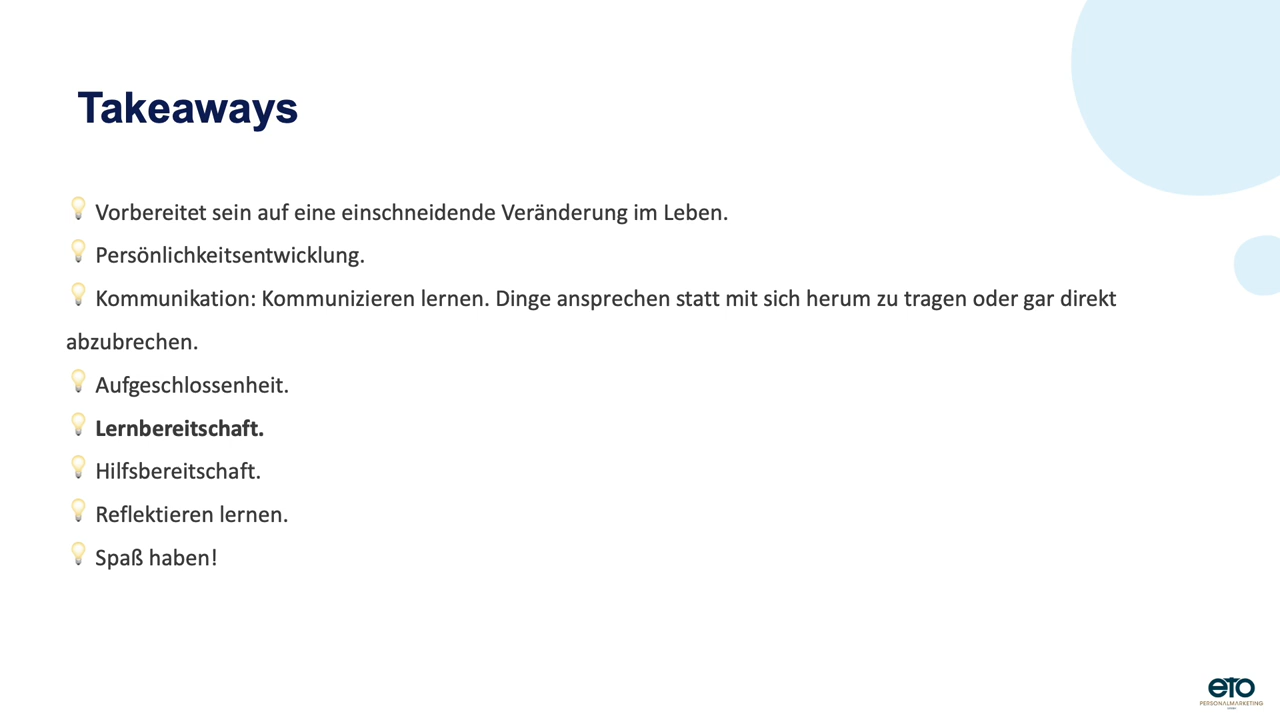 Takeaways
💡 Vorbereitet sein auf eine einschneidende Veränderung im Leben.
💡 Persönlichkeitsentwicklung.
💡 Kommunikation: Kommunizieren lernen. Dinge ansprechen statt mit sich herum zu tragen oder gar direkt
abzubrechen.
💡 Aufgeschlossenheit.
💡 Lernbereitschaft.
💡 Hilfsbereitschaft.
💡 Reflektieren lernen.
💡 Spaß haben!
eTO
PERSONALMARKETING